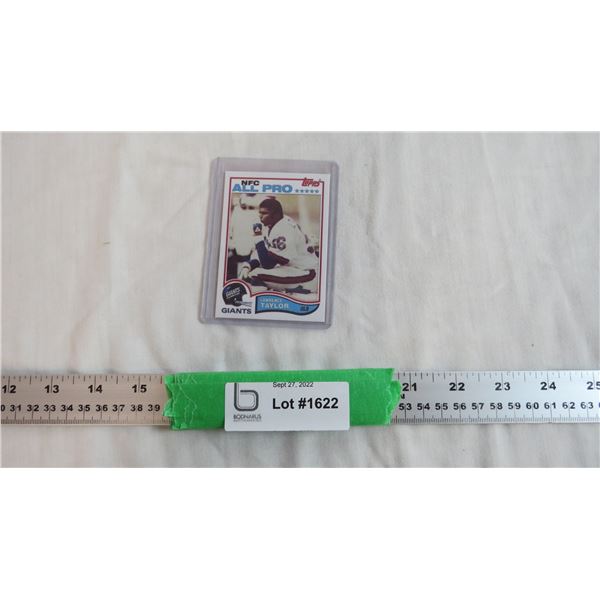 NFC
ALL PRO
Topps
GIANTS
LAWRENCE
TAYLOR
GIANTS
12 13 14 15 21 22 23 24 25
31 32 33 34 35 36 37 38 39 53 54 55 56 57 58 59 60 61 62 63
Sept 27, 2022
Lot #1622
BODNARUS